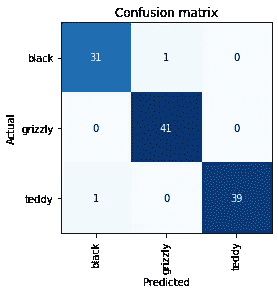 Confusion matrix
Actual
black 31 1 0
grizzly 0 41 0
teddy 1 0 39
black grizzly teddy
Predicted